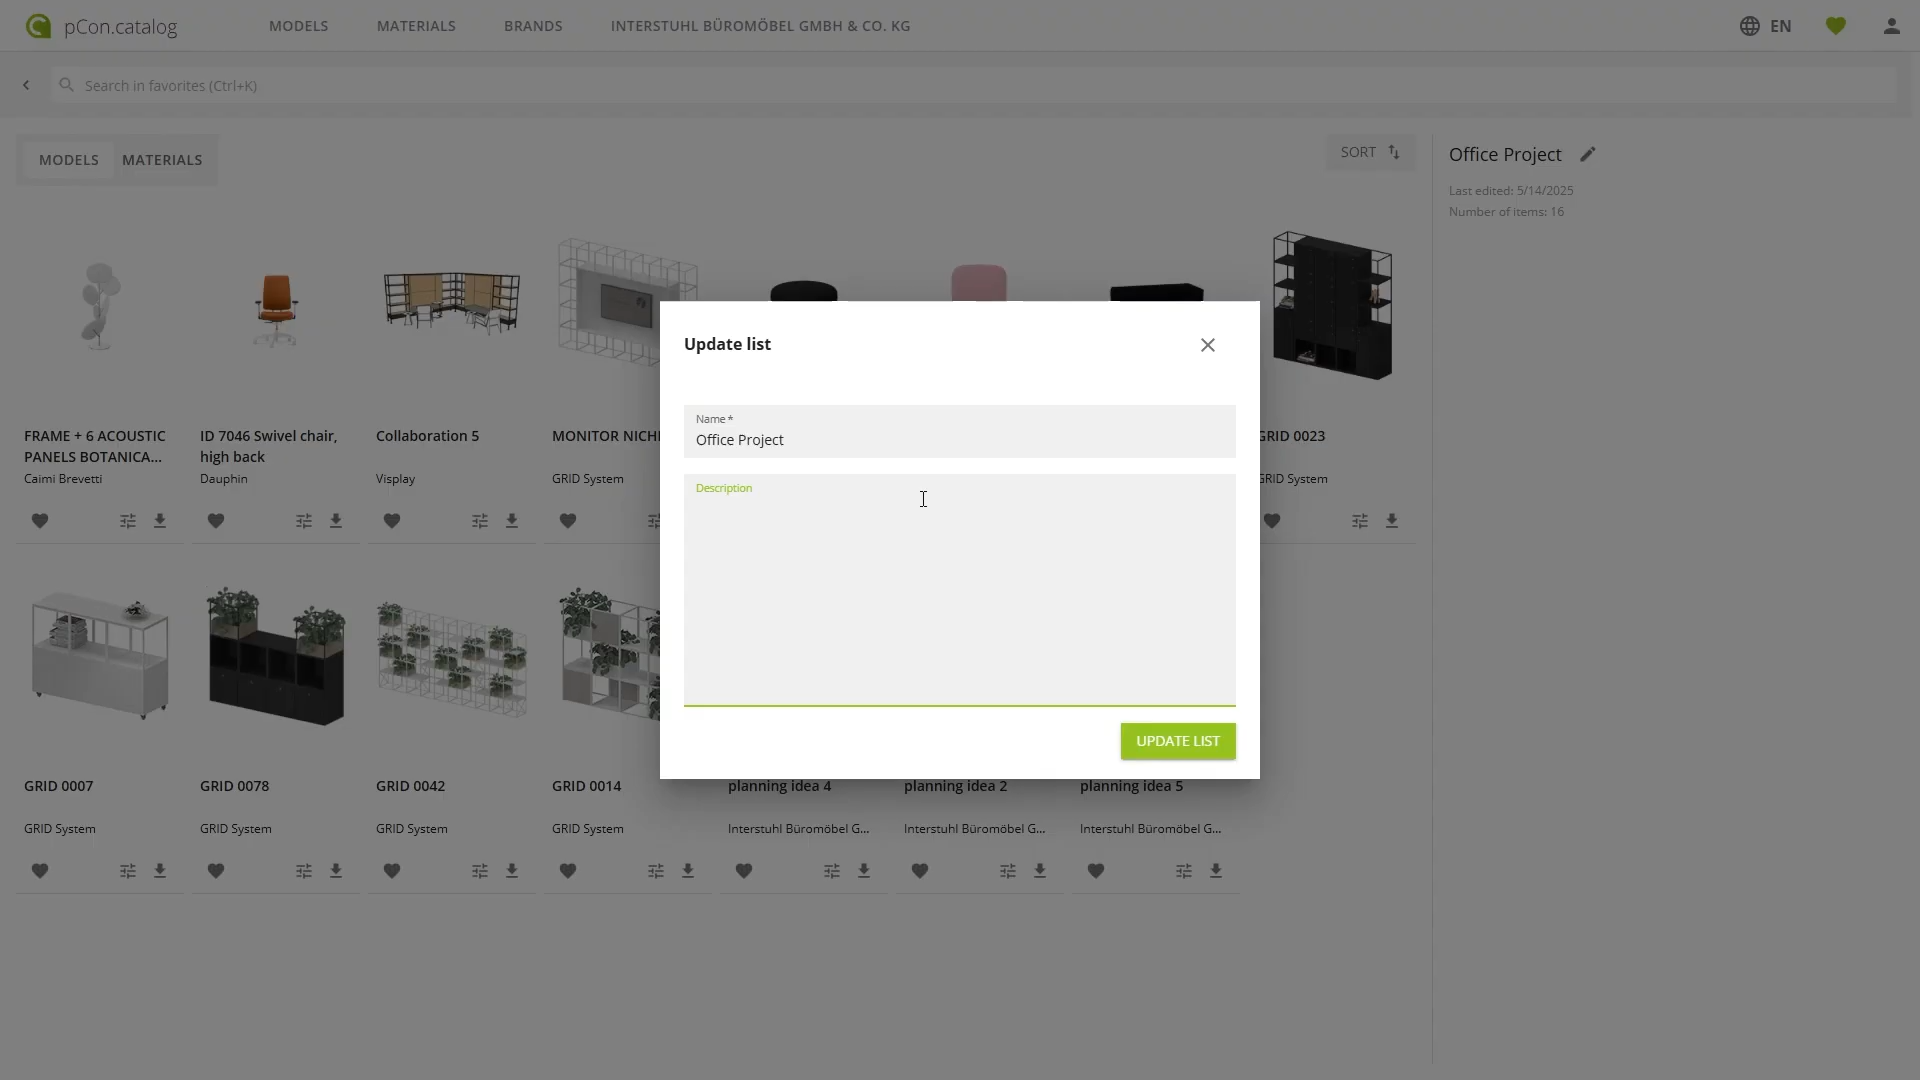 pCon.catalog MODELS MATERIALS BRANDS INTERSTUHL BÜROMÖBEL GMBH & CO. KG EN
Search in favorites (Ctrl+K)
MODELS MATERIALS SORT
Office Project
Last edited: 5/14/2025
Number of items: 16
Update list
Name *
Office Project
Description
UPDATE LIST
FRAME + 6 ACOUSTIC
PANELS BOTANICA...
Caimi Brevetti
ID 7046 Swivel chair,
high back
Dauphin
Collaboration 5
Visplay
MONITOR NICH
GRID System
GRID 0023
GRID System
GRID 0007
GRID System
GRID 0078
GRID System
GRID 0042
GRID System
GRID 0014
GRID System
planning idea 4
Interstuhl Büromöbel G...
planning idea 2
Interstuhl Büromöbel G...
planning idea 5
Interstuhl Büromöbel G...